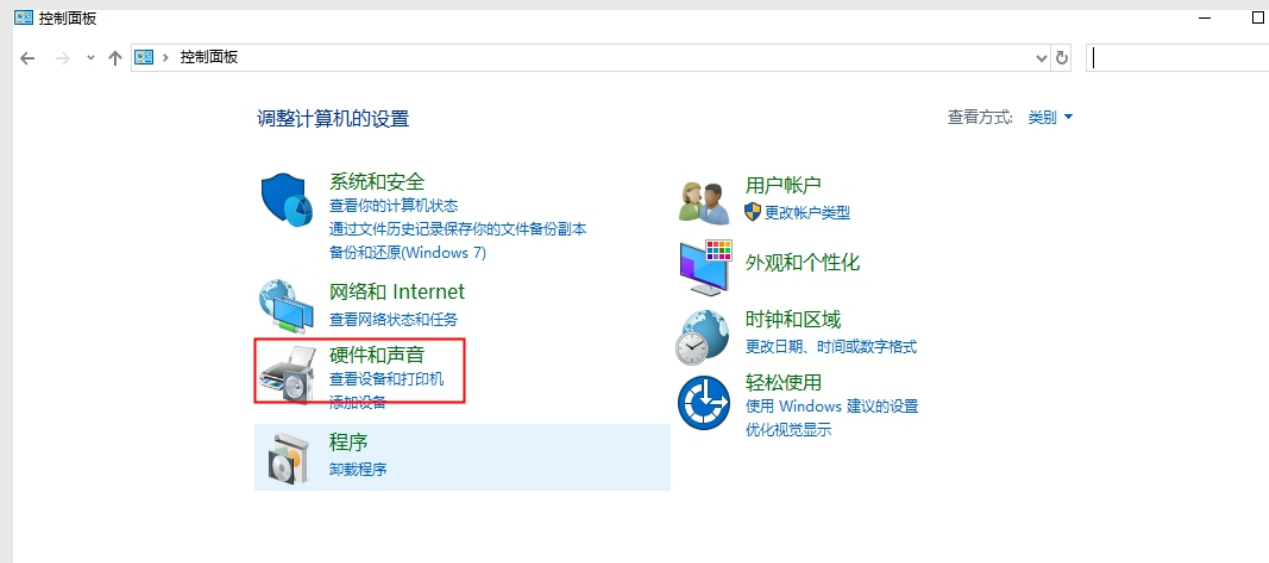 控制面板
控制面板
调整计算机的设置
查看方式: 类别
系统和安全
查看你的计算机状态
通过文件历史记录保存你的文件备份副本
备份和还原(Windows 7)
网络和 Internet
查看网络状态和任务
硬件和声音
查看设备和打印机
添加设备
程序
卸载程序
用户帐户
更改帐户类型
外观和个性化
时钟和区域
更改日期、时间或数字格式
轻松使用
使用 Windows 建议的设置
优化视觉显示